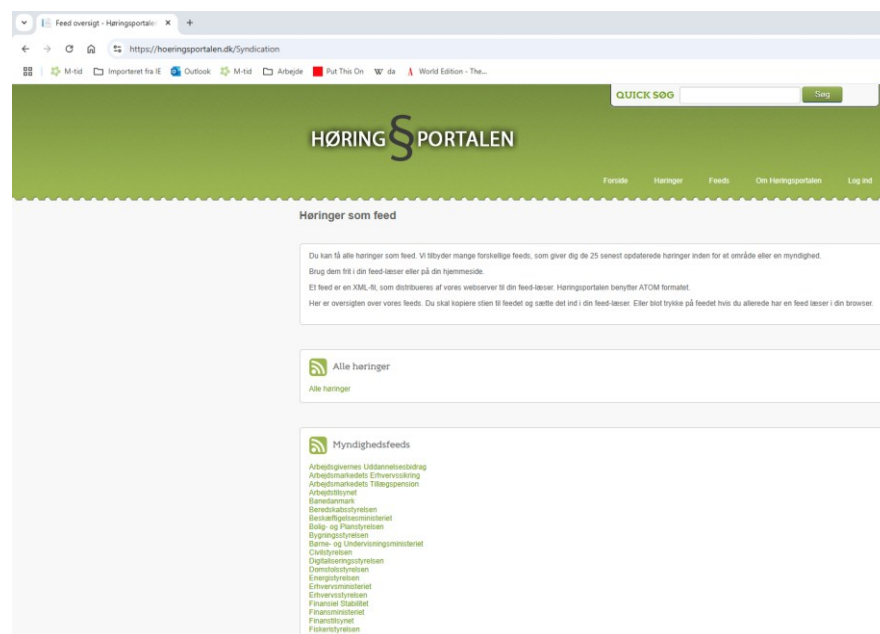 Feed oversigt - Høringsportalen
https://hoeringsportalen.dk/Syndication
M-tid Importeret fra IE Outlook M-tid Arbejde Put This On W da World Edition - The...
QUICK SØG Søg
HØRING§PORTALEN
Forside Høringer Feeds Om Høringsportalen Log ind
Høringer som feed
Du kan få alle høringer som feed. Vi tilbyder mange forskellige feeds, som giver dig de 25 senest opdaterede høringer inden for et område eller en myndighed.
Brug dem frit i din feed-læser eller på din hjemmeside.
Et feed er en XML-fil, som distribueres af vores webserver til din feed-læser. Høringsportalen benytter ATOM formatet.
Her er oversigten over vores feeds. Du skal kopiere stien til feedet og sætte det ind i din feed-læser. Eller blot trykke på feedet hvis du allerede har en feed læser i din browser.
Alle høringer
Alle høringer
Myndighedsfeeds
Arbejdsgivernes Uddannelsesbidrag
Arbejdsmarkedets Erhvervssikring
Arbejdsmarkedets Tillægspension
Arbejdstilsynet
Banedanmark
Beredskabsstyrelsen
Beskæftigelsesministeriet
Bolig- og Planstyrelsen
Bygningsstyrelsen
Børne- og Undervisningsministeriet
Civilstyrelsen
Digitaliseringsstyrelsen
Domstolsstyrelsen
Energistyrelsen
Erhvervsministeriet
Erhvervsstyrelsen
Finansiel Stabilitet
Finansministeriet
Finanstilsynet
Fiskeristyrelsen